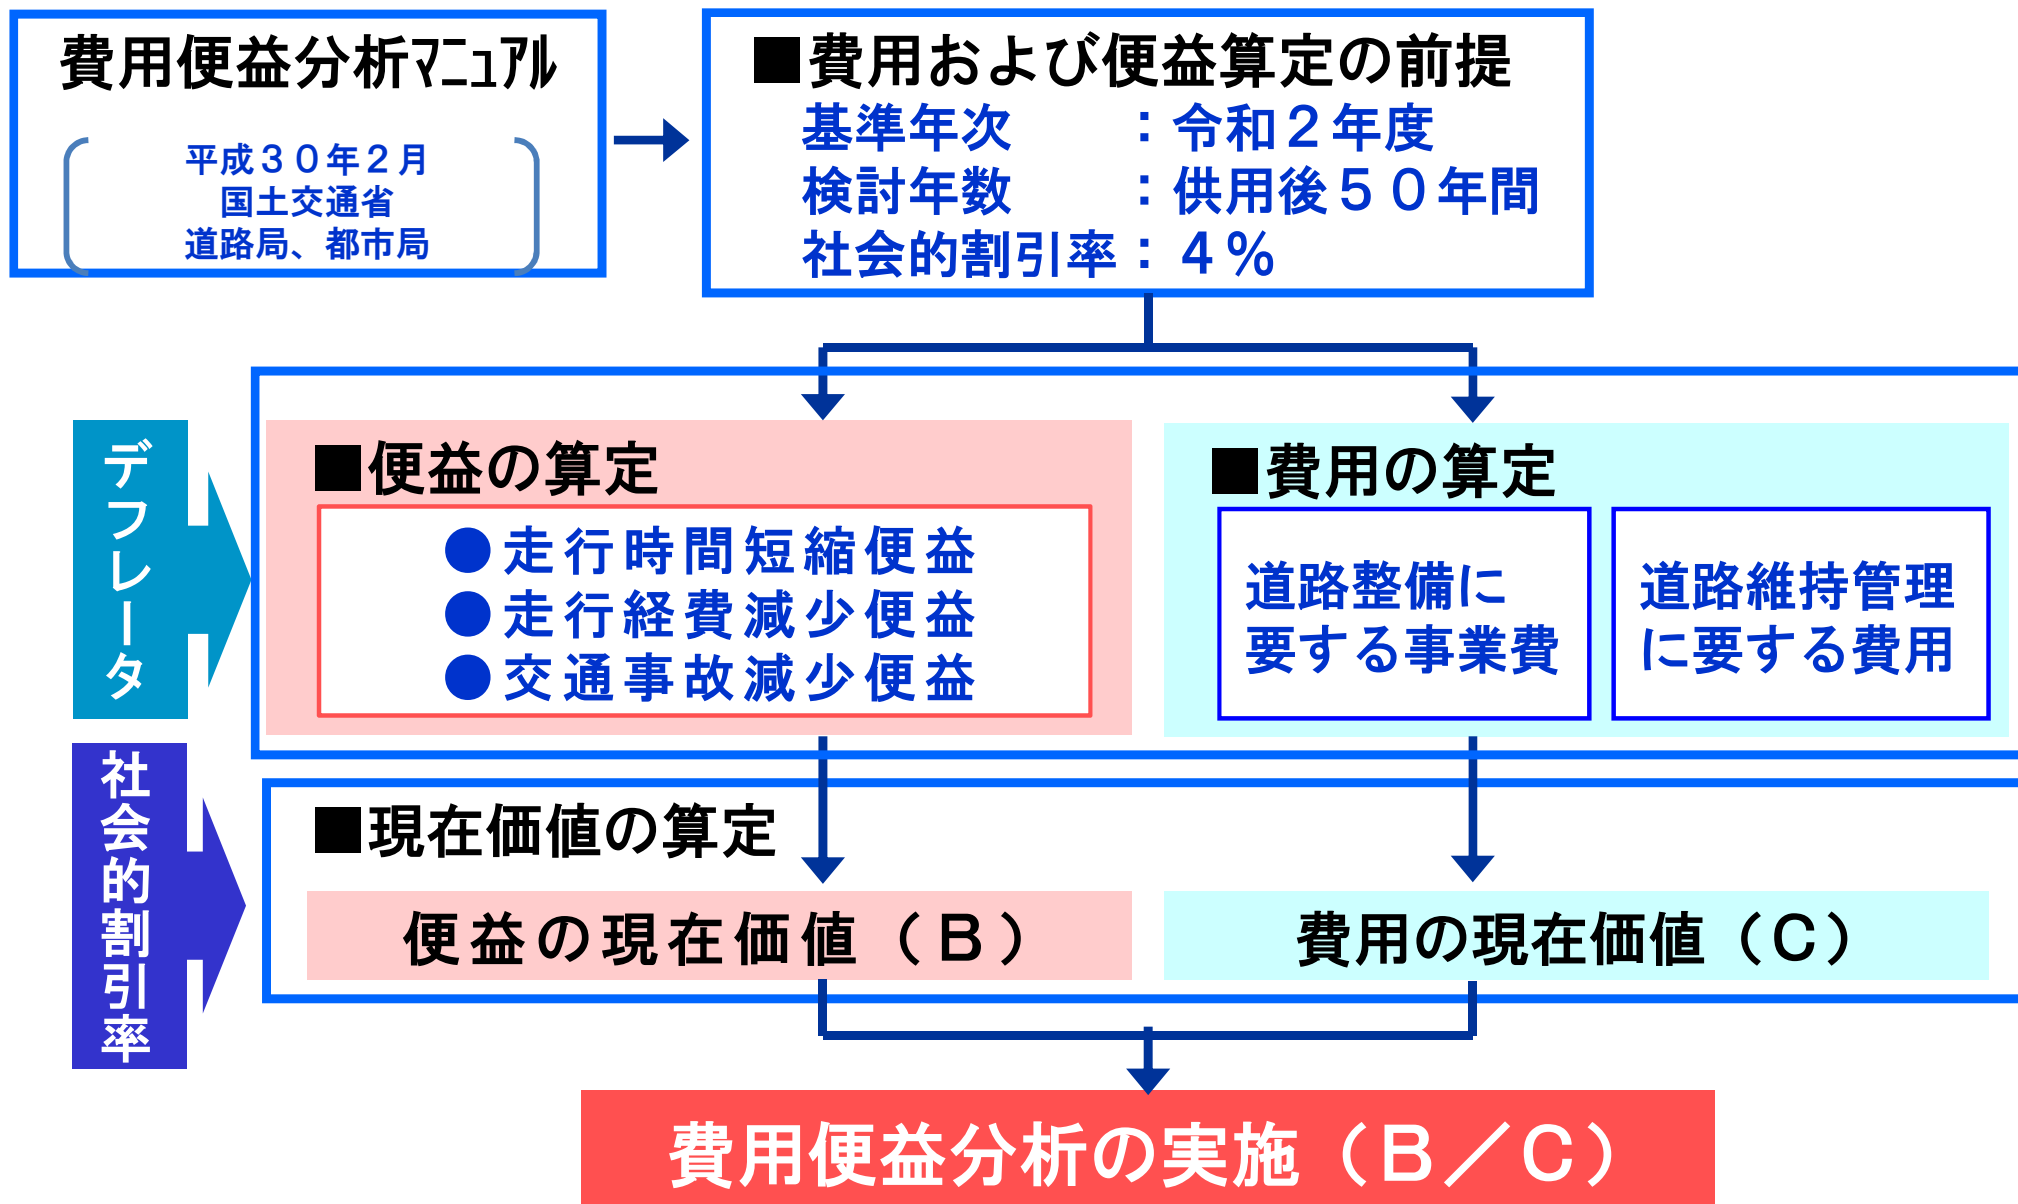 費用便益分析ﾏﾆｭｱﾙ
平成３０年２月
国土交通省
道路局、都市局
■費用および便益算定の前提
基準年次　　：令和２年度
検討年数　　：供用後５０年間
社会的割引率：４％
デフレータ
■便益の算定
●走行時間短縮便益
●走行経費減少便益
●交通事故減少便益
■費用の算定
道路整備に
要する事業費
道路維持管理
に要する費用
社会的割引率
■現在価値の算定
便益の現在価値（Ｂ）
費用の現在価値（Ｃ）
費用便益分析の実施（Ｂ／Ｃ）